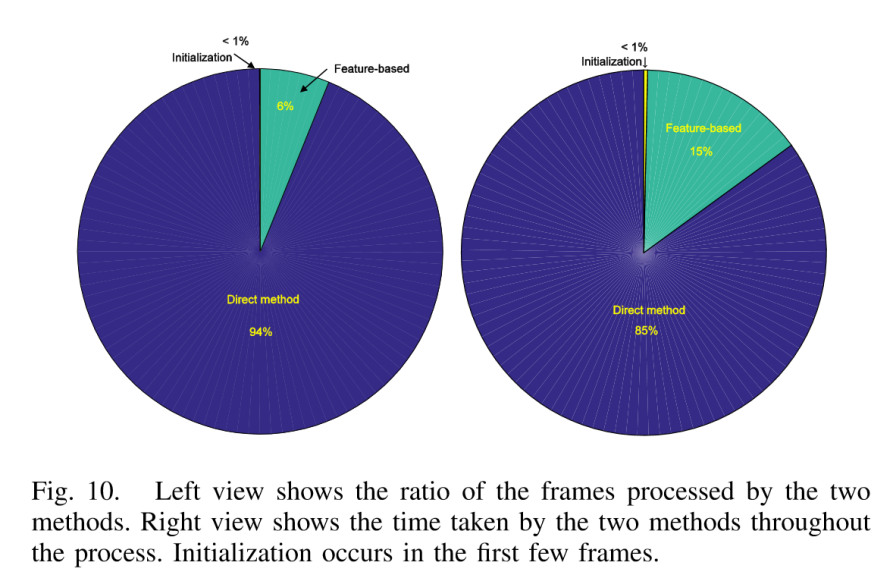 < 1%
Initialization
Feature-based
6%
Direct method
94%
< 1%
Initialization↓
Feature-based
15%
Direct method
85%
Fig. 10. Left view shows the ratio of the frames processed by the two
methods. Right view shows the time taken by the two methods throughout
the process. Initialization occurs in the first few frames.